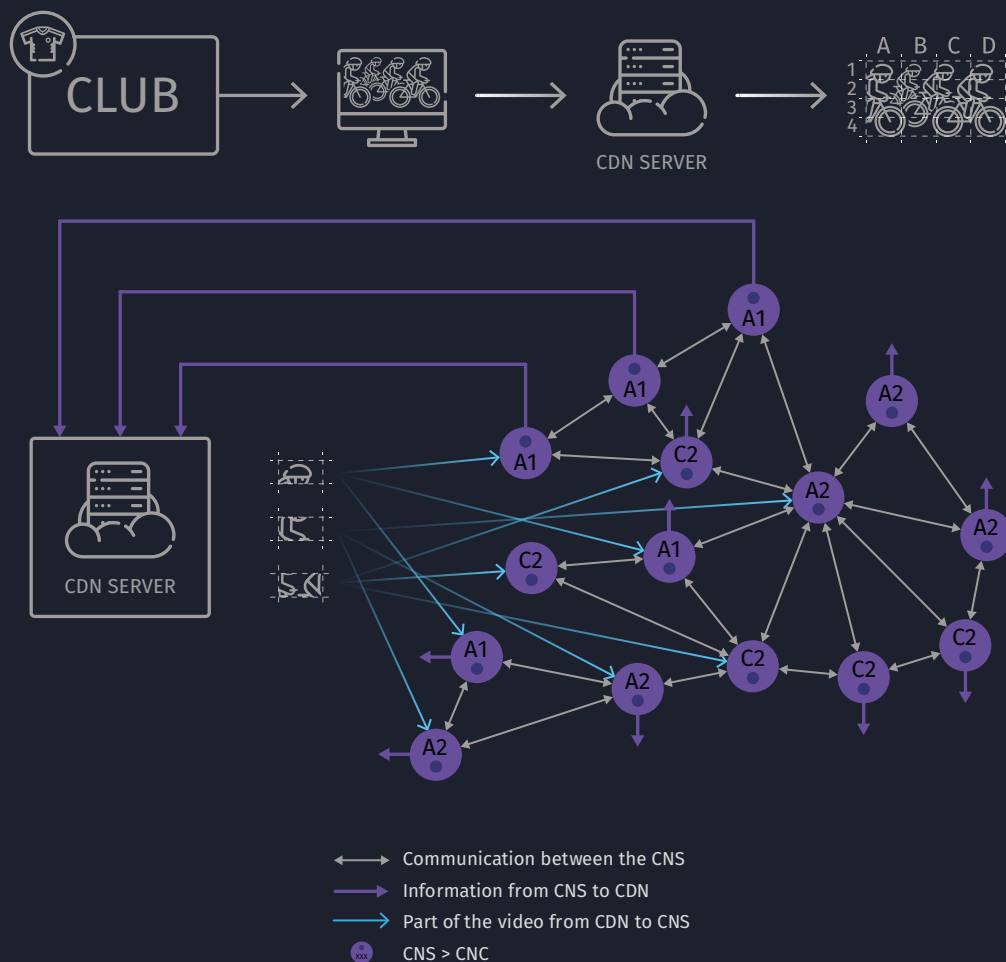 CLUB
CDN SERVER
A B C D
1
2
3
4
A1
A1
A2
A1
C2
A2
A2
A1
C2
A1
C2
C2
A2
C2
A2
CDN SERVER
Communication between the CNS
Information from CNS to CDN
Part of the video from CDN to CNS
xxx
CNS > CNC